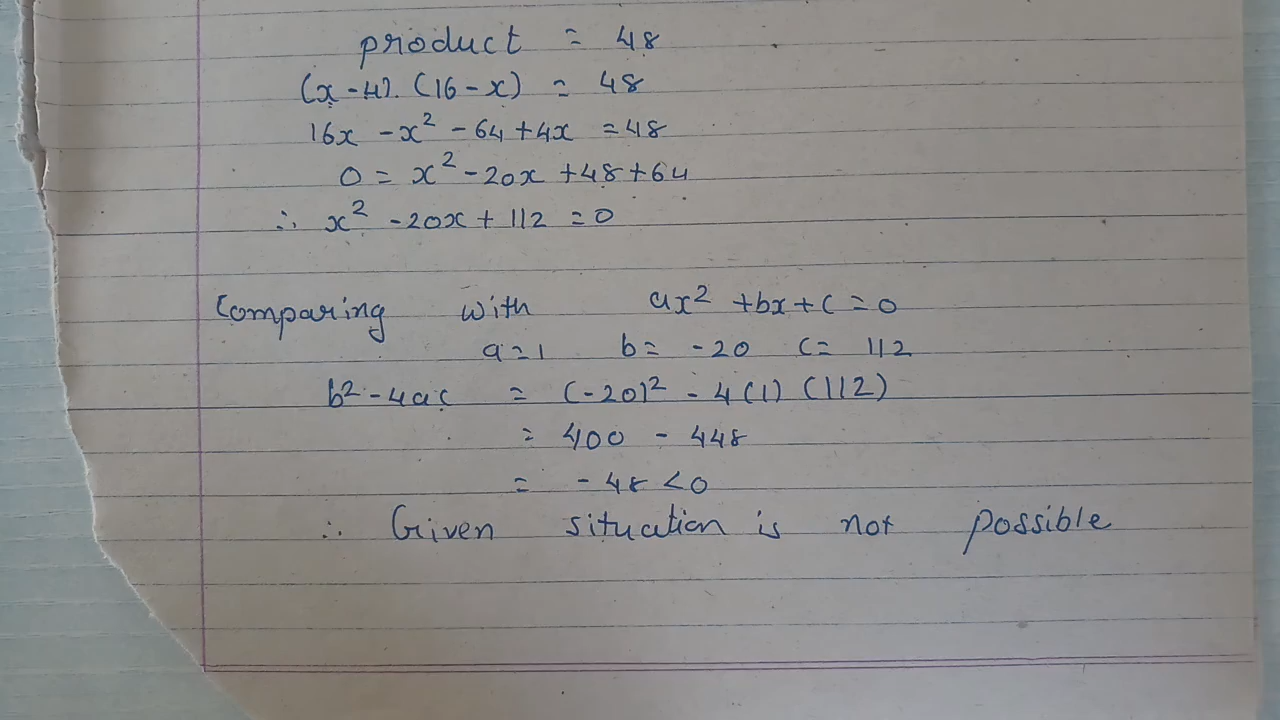 product = 48
(x-4). (16-x) = 48
16x - x² - 64 + 4x = 48
0 = x² - 20x + 48 + 64
∴ x² - 20x + 112 = 0
Comparing with ax² + bx + c = 0
a = 1 b = -20 c = 112
b² - 4ac = (-20)² - 4(1) (112)
= 400 - 448
= -48 < 0
∴ Given situation is not possible